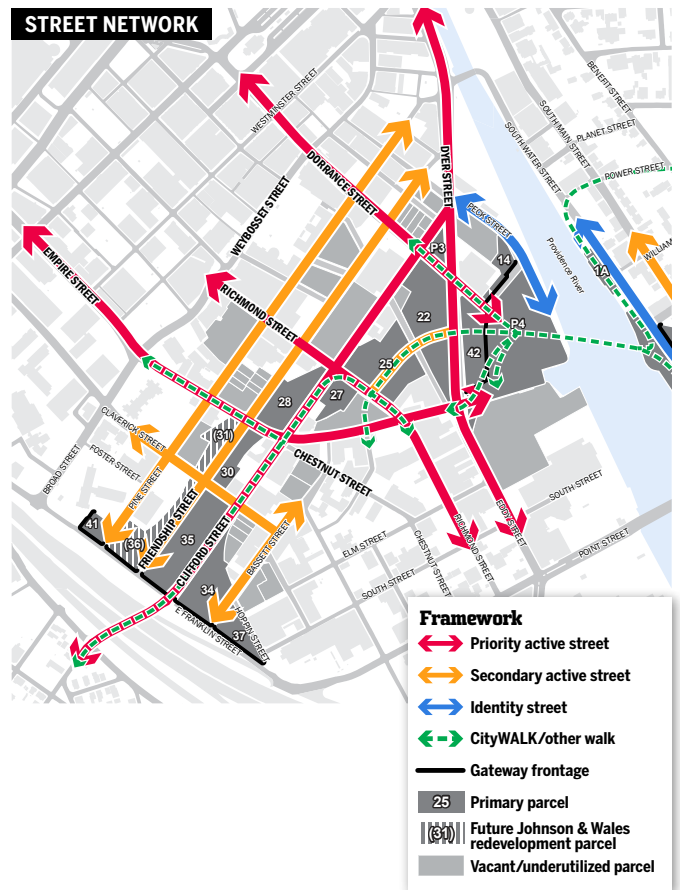 STREET NETWORK
BENEFIT STREET
WESTMINSTER STREET
SOUTH MAIN STREET
PLANET STREET
SOUTH WATER STREET
DYER STREET
DORRANCE STREET
POWER STREET
WEYBOSSET STREET
PECK STREET
P3
Providence River
WILLIAM
EMPIRE STREET
14
1A
RICHMOND STREET
22
P4
42
25
28
27
CLAVERICK STREET
(31)
CHESTNUT STREET
FOSTER STREET
BROAD STREET
30
PINE STREET
FRIENDSHIP STREET
SOUTH STREET
41
(36)
35
CLIFFORD STREET
BASSETT STREET
ELM STREET
CHESTNUT STREET
RICHMOND STREET
EDDY STREET
POINT STREET
SOUTH STREET
34
E FRANKLIN STREET
37
HOPPIN STREET
Framework
Priority active street
Secondary active street
Identity street
CityWALK/other walk
Gateway frontage
25
Primary parcel
(31)
Future Johnson & Wales
redevelopment parcel
Vacant/underutilized parcel